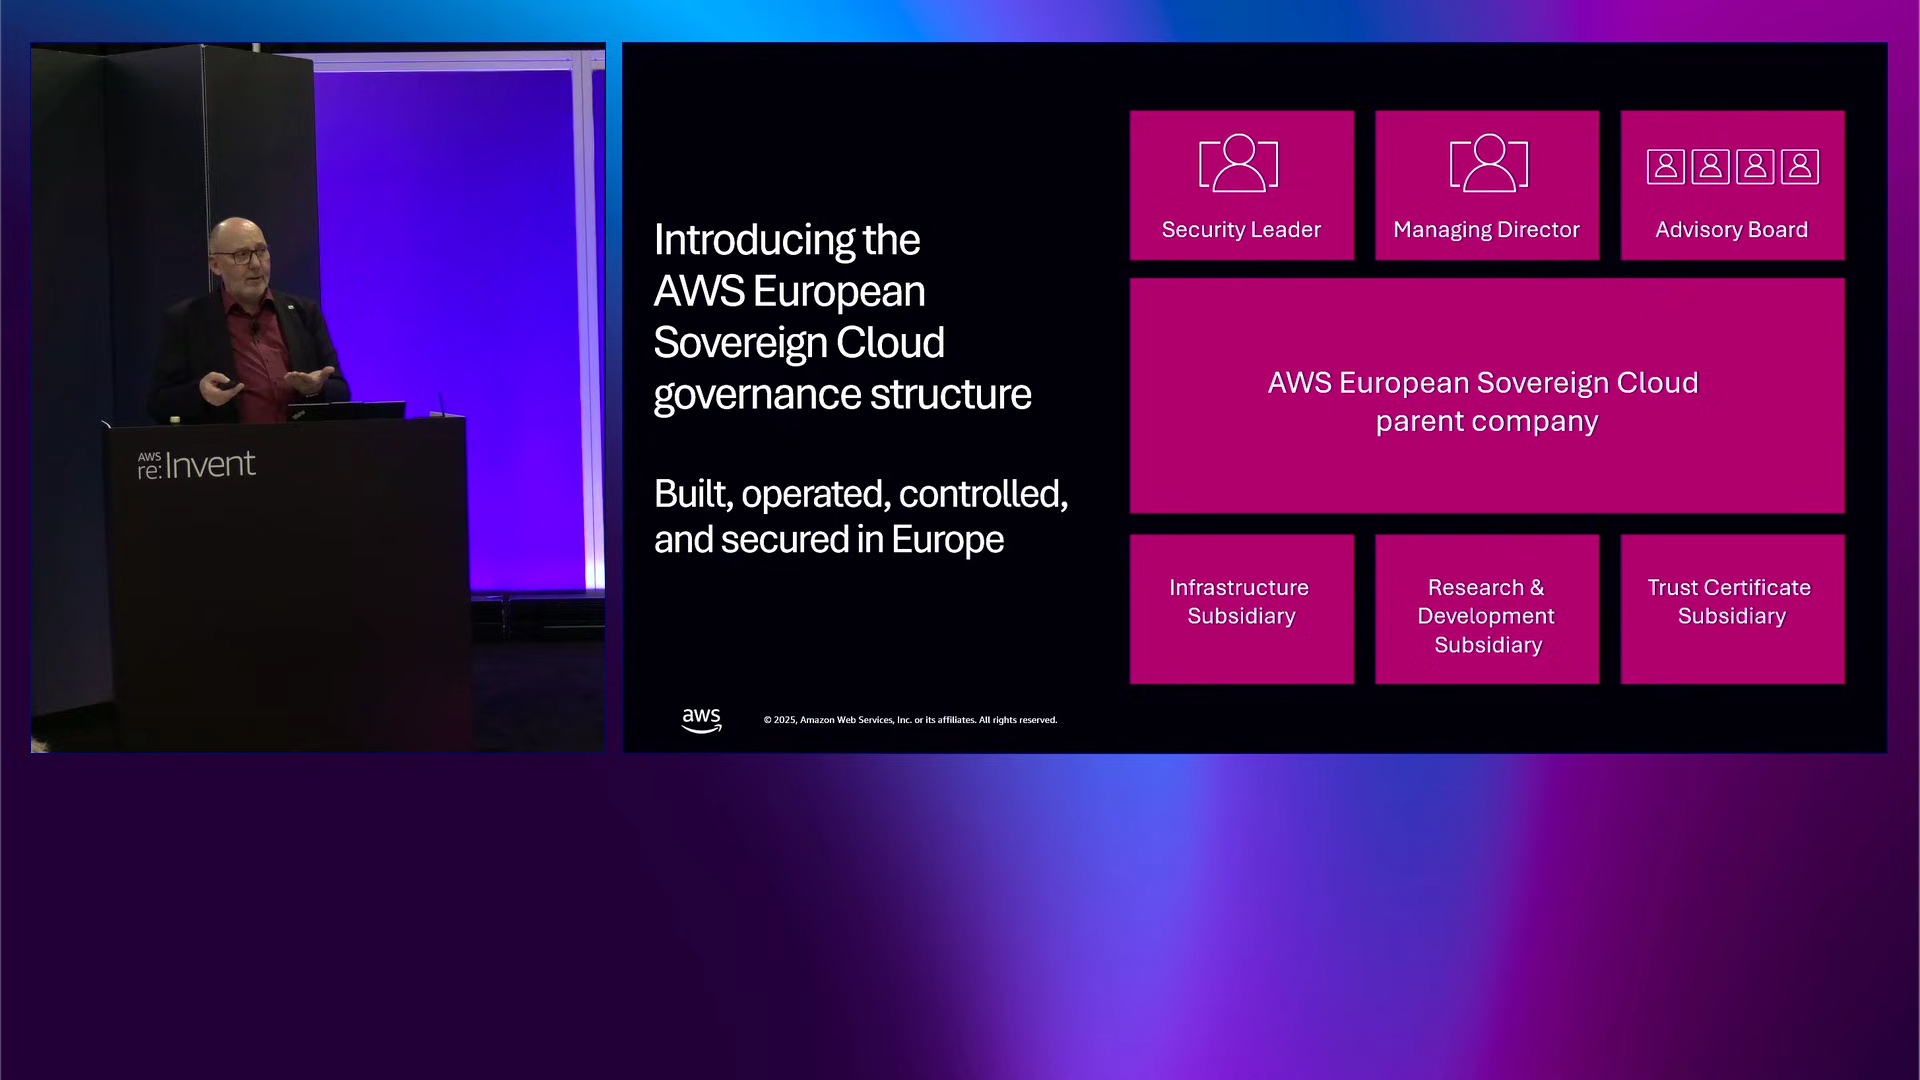 AWS
re:Invent
Introducing the
AWS European
Sovereign Cloud
governance structure
Built, operated, controlled,
and secured in Europe
Security Leader
Managing Director
Advisory Board
AWS European Sovereign Cloud
parent company
Infrastructure
Subsidiary
Research &
Development
Subsidiary
Trust Certificate
Subsidiary
aws
© 2025, Amazon Web Services, Inc. or its affiliates. All rights reserved.